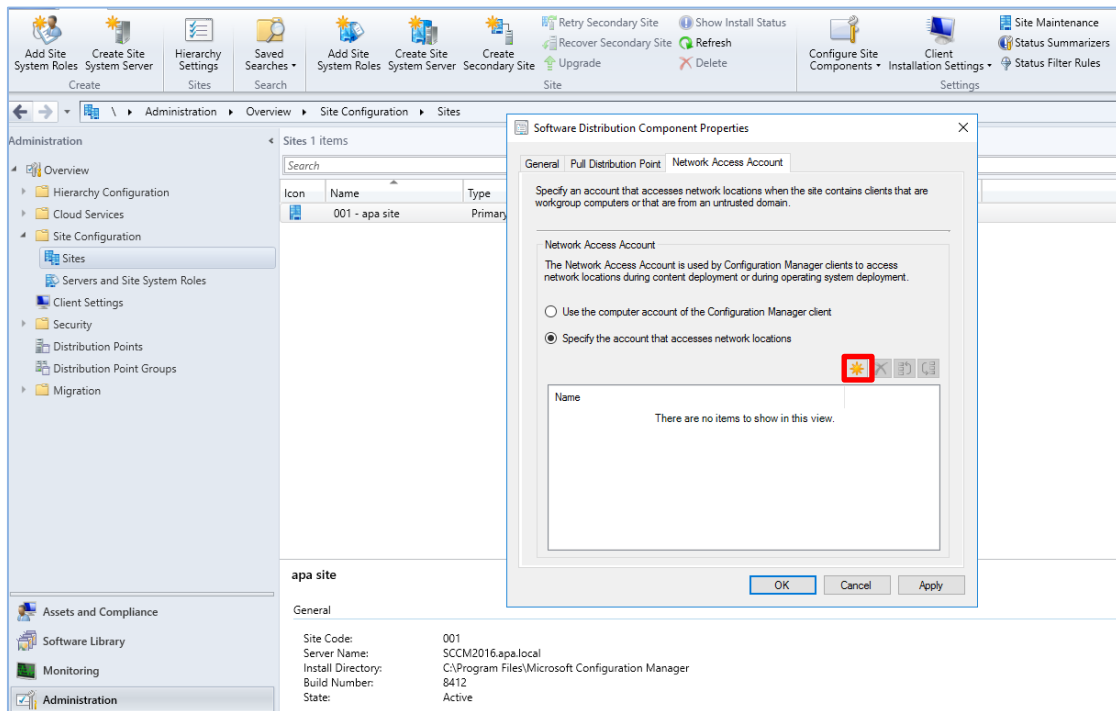 Add Site
System Roles
Create Site
System Server
Create
Hierarchy
Settings
Sites
Saved
Searches
Search
Add Site
System Roles
Create Site
System Server
Create
Secondary Site
Retry Secondary Site
Recover Secondary Site
Upgrade
Show Install Status
Refresh
Delete
Site
Configure Site
Components
Client
Installation Settings
Site Maintenance
Status Summarizers
Status Filter Rules
Settings
\ Administration Overview Site Configuration Sites
Administration
Overview
Hierarchy Configuration
Cloud Services
Site Configuration
Sites
Servers and Site System Roles
Client Settings
Security
Distribution Points
Distribution Point Groups
Migration
Assets and Compliance
Software Library
Monitoring
Administration
Sites 1 items
Search
Icon Name Type
001 - apa site Primary
Software Distribution Component Properties
General Pull Distribution Point Network Access Account
Specify an account that accesses network locations when the site contains clients that are
workgroup computers or that are from an untrusted domain.
Network Access Account
The Network Access Account is used by Configuration Manager clients to access
network locations during content deployment or during operating system deployment.
Use the computer account of the Configuration Manager client
Specify the account that accesses network locations
Name
There are no items to show in this view.
OK Cancel Apply
apa site
General
Site Code: 001
Server Name: SCCM2016.apa.local
Install Directory: C:\Program Files\Microsoft Configuration Manager
Build Number: 8412
State: Active